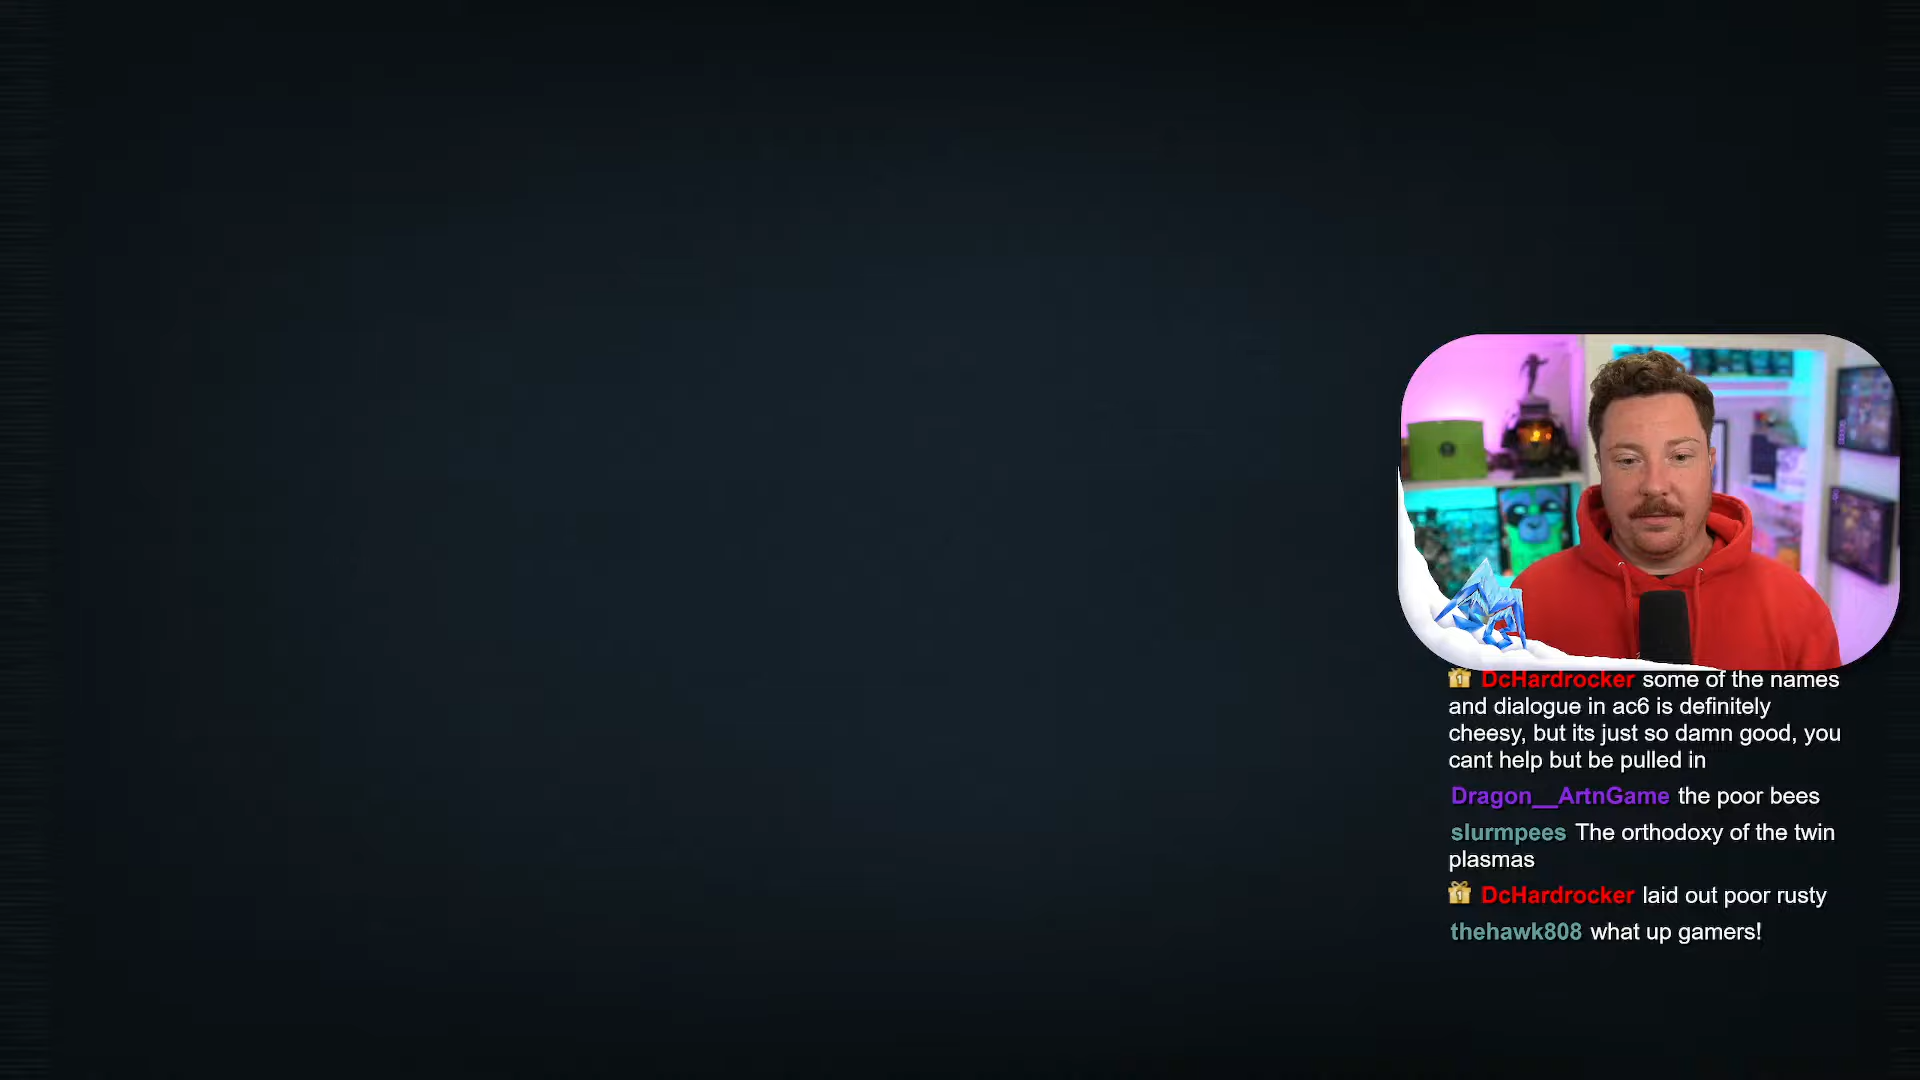 DcHardrocker some of the names
and dialogue in ac6 is definitely
cheesy, but its just so damn good, you
cant help but be pulled in
Dragon__ArtnGame the poor bees
slurmpees The orthodoxy of the twin
plasmas
DcHardrocker laid out poor rusty
thehawk808 what up gamers!